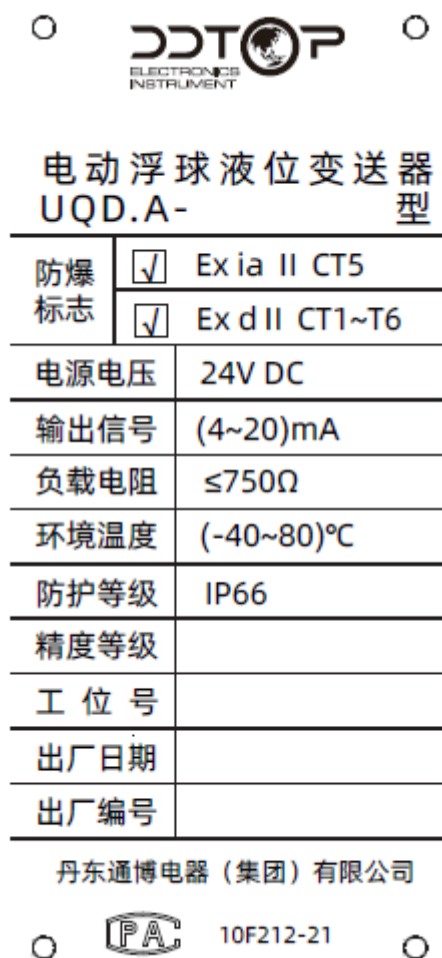 DDTOP
ELECTRONICS
INSTRUMENT
电动浮球液位变送器
UQD.A- 型
防爆标志
√ Ex ia II CT5
√ Ex d II CT1~T6
电源电压 24V DC
输出信号 (4~20)mA
负载电阻 ≤750Ω
环境温度 (-40~80)℃
防护等级 IP66
精度等级
工位号
出厂日期
出厂编号
丹东通博电器（集团）有限公司
CPA 10F212-21